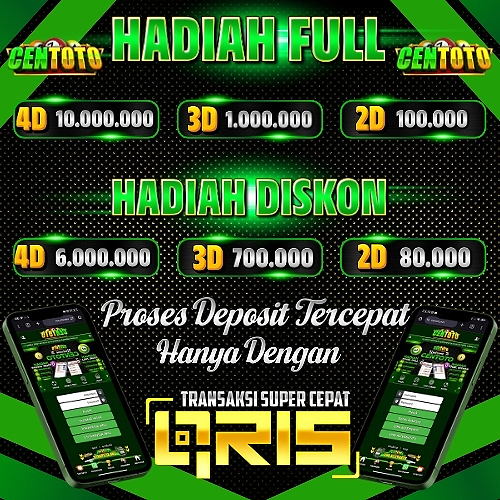 CENTOTO
HADIAH FULL
CENTOTO
4D 10.000.000
3D 1.000.000
2D 100.000
HADIAH DISKON
4D 6.000.000
3D 700.000
2D 80.000
Proses Deposit Tercepat
Hanya Dengan
TRANSAKSI SUPER CEPAT
QRIS
CENTOTO